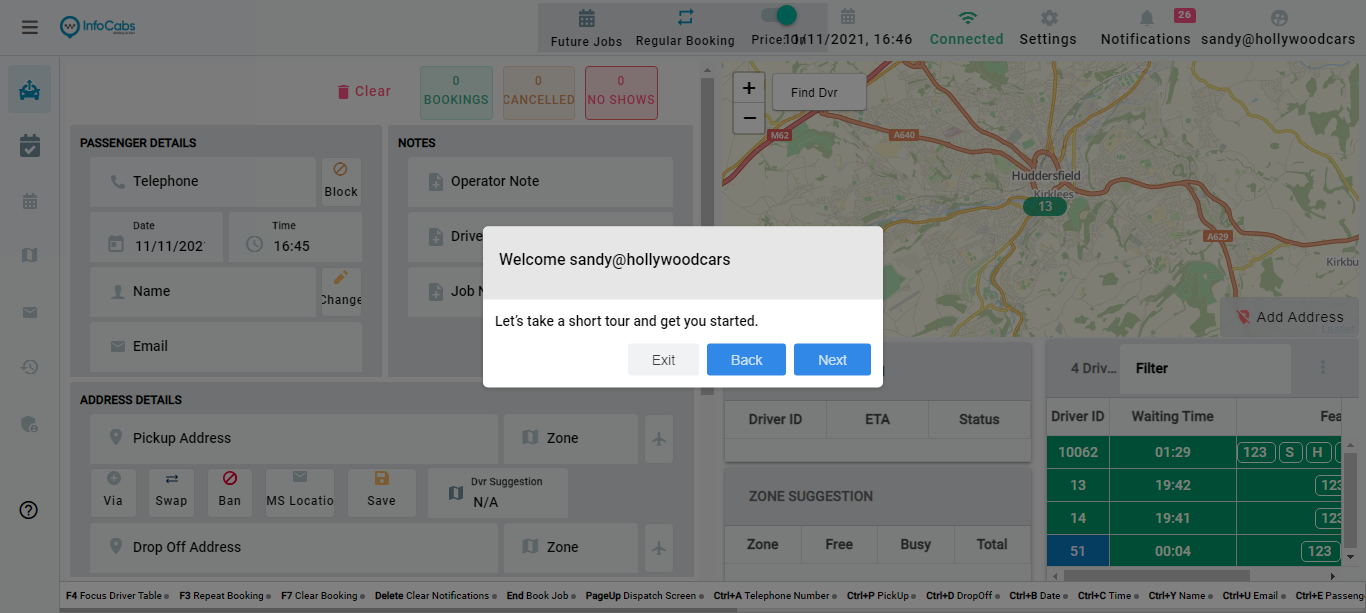 InfoCabs
Future Jobs
Regular Booking
10/11/2021, 16:46
Connected
Settings
26
Notifications
sandy@hollywoodcars
Clear
0
BOOKINGS
0
CANCELLED
0
NO SHOWS
PASSENGER DETAILS
Telephone
Block
Date
11/11/202
Time
16:45
Name
Change
Email
NOTES
Operator Note
Drive
Job N
+
−
Find Dvr
M62
A640
Huddersfield
Kirklees
13
A629
Kirkbu
Add Address
Welcome sandy@hollywoodcars
Let's take a short tour and get you started.
Exit
Back
Next
ADDRESS DETAILS
Pickup Address
Zone
Via
Swap
Ban
MS Locatio
Save
Dvr Suggestion
N/A
Drop Off Address
Zone
Driver ID ETA Status
ZONE SUGGESTION
Zone Free Busy Total
4 Driv...
Filter
Driver ID Waiting Time Fea
10062 01:29 123 S H
13 19:42 123
14 19:41 123
51 00:04 123
F4 Focus Driver Table F3 Repeat Booking F7 Clear Booking Delete Clear Notifications End Book Job PageUp Dispatch Screen Ctrl+A Telephone Number Ctrl+P PickUp Ctrl+D DropOff Ctrl+B Date Ctrl+C Time Ctrl+Y Name Ctrl+U Email Ctrl+E Passeng